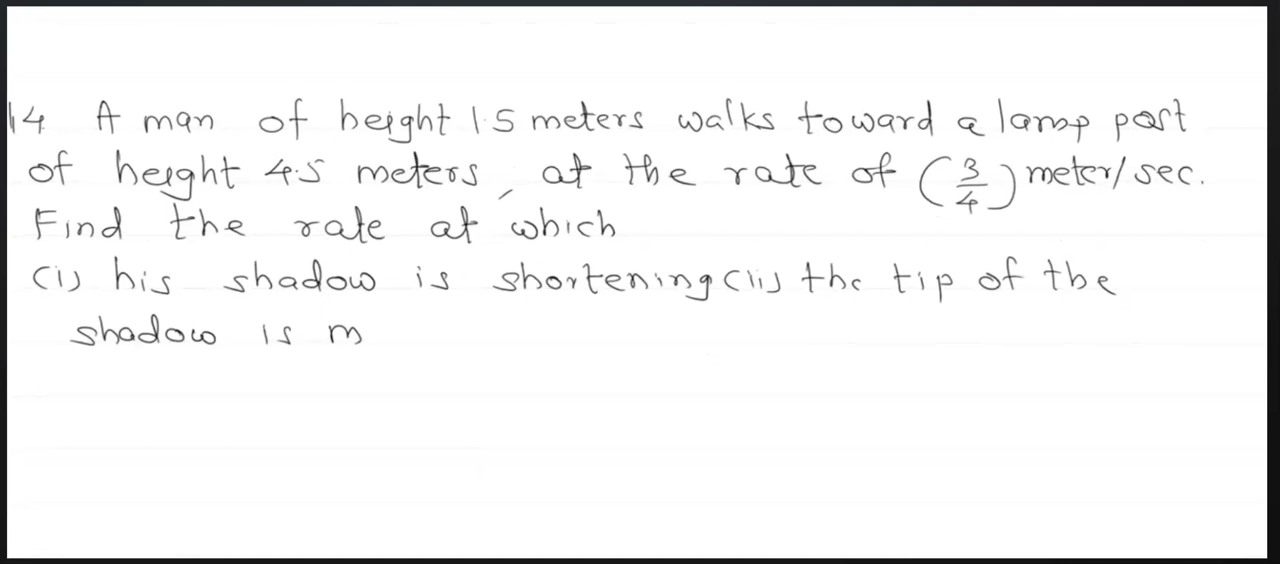 14 A man of height 1.5 meters walks toward a lamp post
of height 4.5 meters, at the rate of (3/4) meter/sec.
Find the rate at which
(i) his shadow is shortening (ii) the tip of the
shadow is m